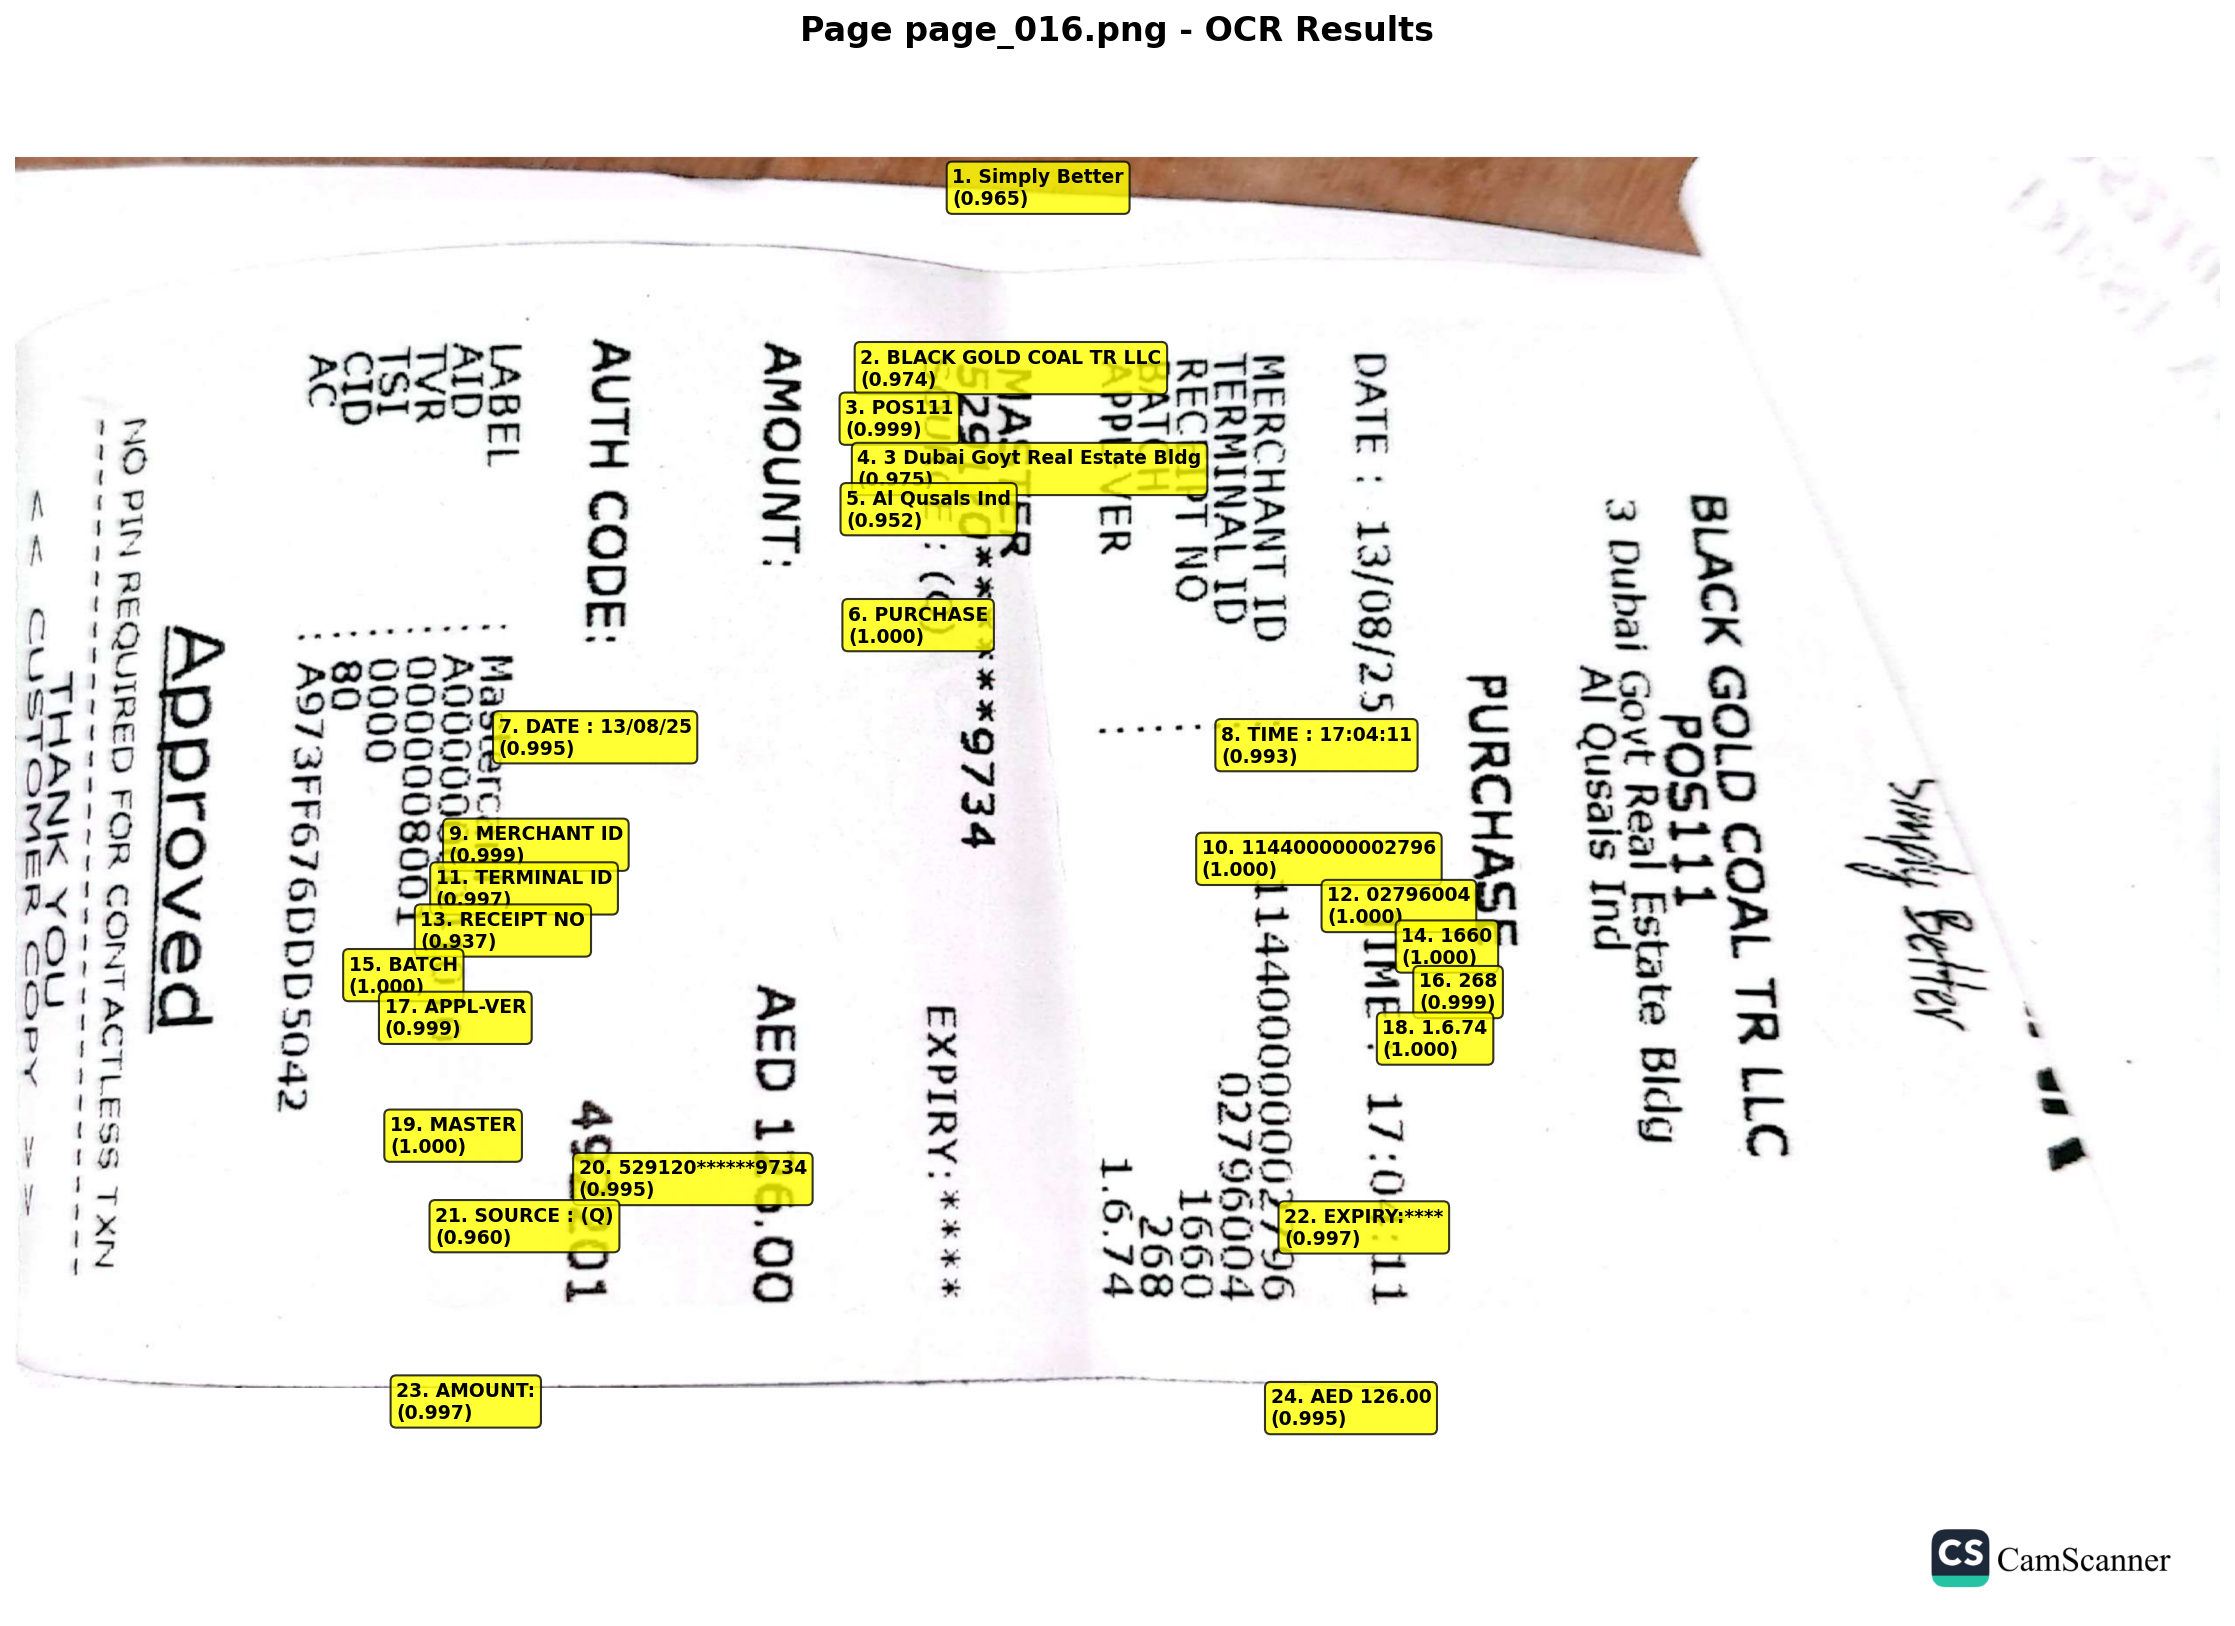 Page page_016.png - OCR Results
1. Simply Better
(0.965)
2. BLACK GOLD COAL TR LLC
(0.974)
3. POS111
(0.999)
4. 3 Dubai Goyt Real Estate Bldg
(0.975)
5. Al Qusals Ind
(0.952)
6. PURCHASE
(1.000)
7. DATE : 13/08/25
(0.995)
8. TIME : 17:04:11
(0.993)
9. MERCHANT ID
(0.999)
10. 114400000002796
(1.000)
11. TERMINAL ID
(0.997)
12. 02796004
(1.000)
13. RECEIPT NO
(0.937)
14. 1660
(1.000)
15. BATCH
(1.000)
16. 268
(0.999)
17. APPL-VER
(0.999)
18. 1.6.74
(1.000)
19. MASTER
(1.000)
20. 529120******9734
(0.995)
21. SOURCE : (Q)
(0.960)
22. EXPIRY:****
(0.997)
23. AMOUNT:
(0.997)
24. AED 126.00
(0.995)
Simply Better
BLACK GOLD COAL TR LLC
POS111
3 Dubai Govt Real Estate Bldg
Al Qusais Ind
PURCHASE
DATE : 13/08/25 TIME : 17:04:11
MERCHANT ID 114400000002796
TERMINAL ID 02796004
RECEIPT NO 1660
BATCH 268
APPL VER 1.6.74
MASTER
******9734
EXPIRY:****
AMOUNT: AED 126.00
AUTH CODE:
LABEL : Mastercard
AID
TVR : 0000008001
TSI : 0000
CID : 80
AC : A973FF676DDD5042
Approved
NO PIN REQUIRED FOR CONTACTLESS TXN
THANK YOU
< < CUSTOMER COPY > >
CS CamScanner